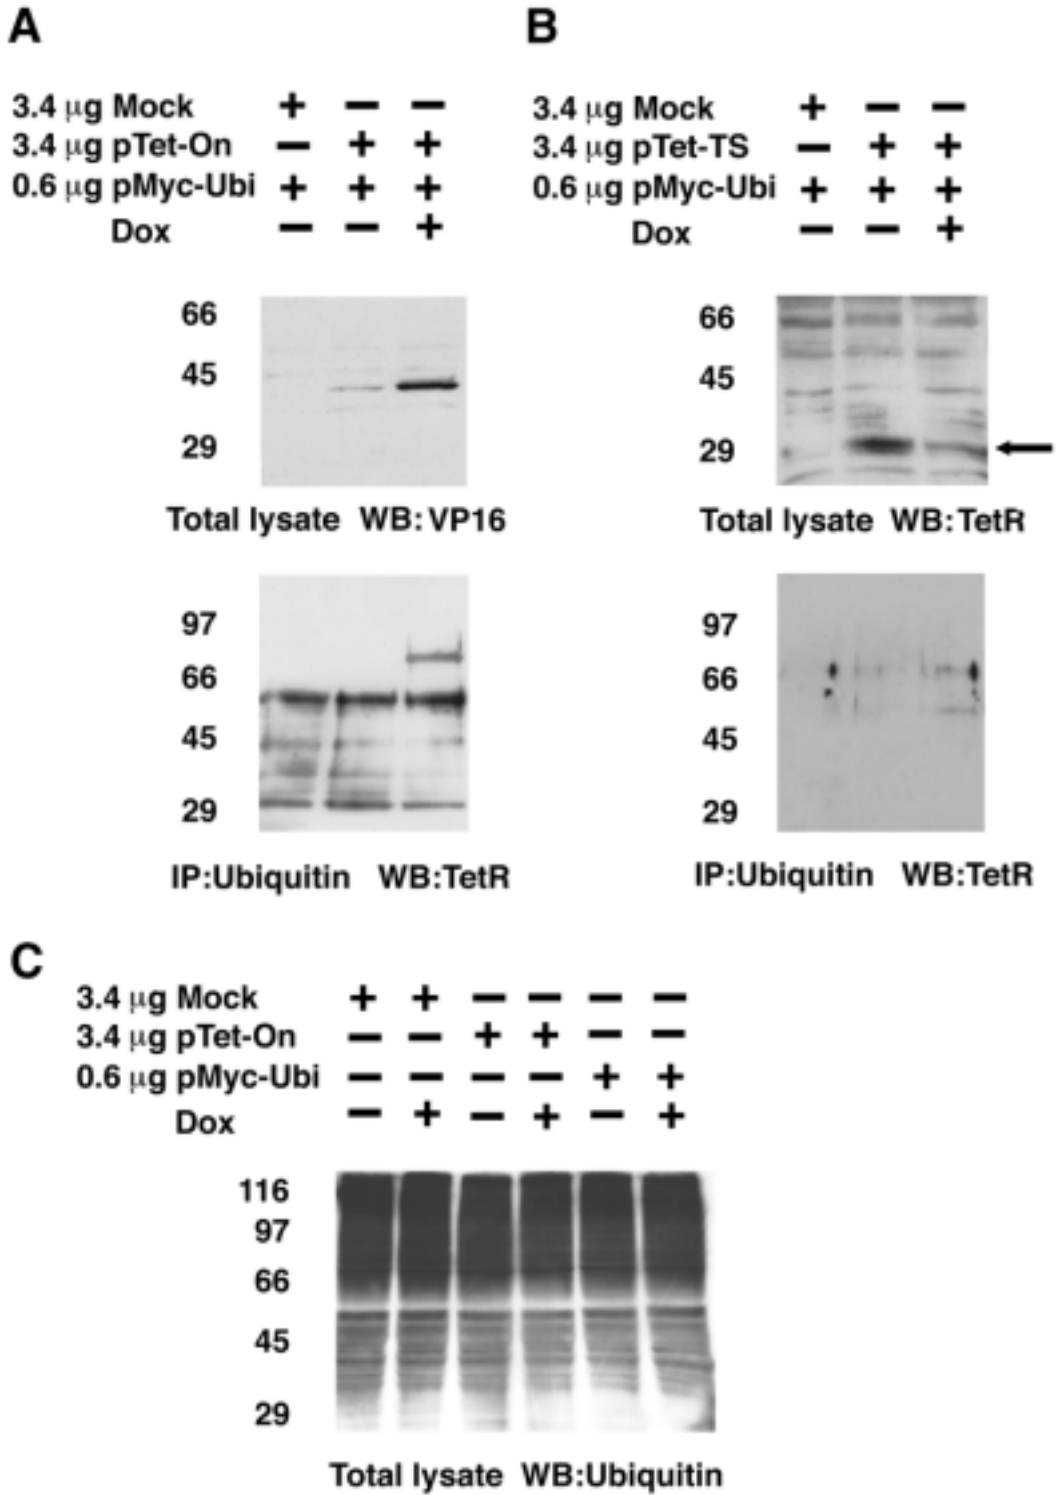 A
3.4 µg Mock + − −
3.4 µg pTet-On − + +
0.6 µg pMyc-Ubi + + +
Dox − − +
66
45
29
Total lysate WB:VP16
97
66
45
29
IP:Ubiquitin WB:TetR
B
3.4 µg Mock + − −
3.4 µg pTet-TS − + +
0.6 µg pMyc-Ubi + + +
Dox − − +
66
45
29
Total lysate WB:TetR
97
66
45
29
IP:Ubiquitin WB:TetR
C
3.4 µg Mock + + − − − −
3.4 µg pTet-On − − + + − −
0.6 µg pMyc-Ubi − − − − + +
Dox − + − + − +
116
97
66
45
29
Total lysate WB:Ubiquitin